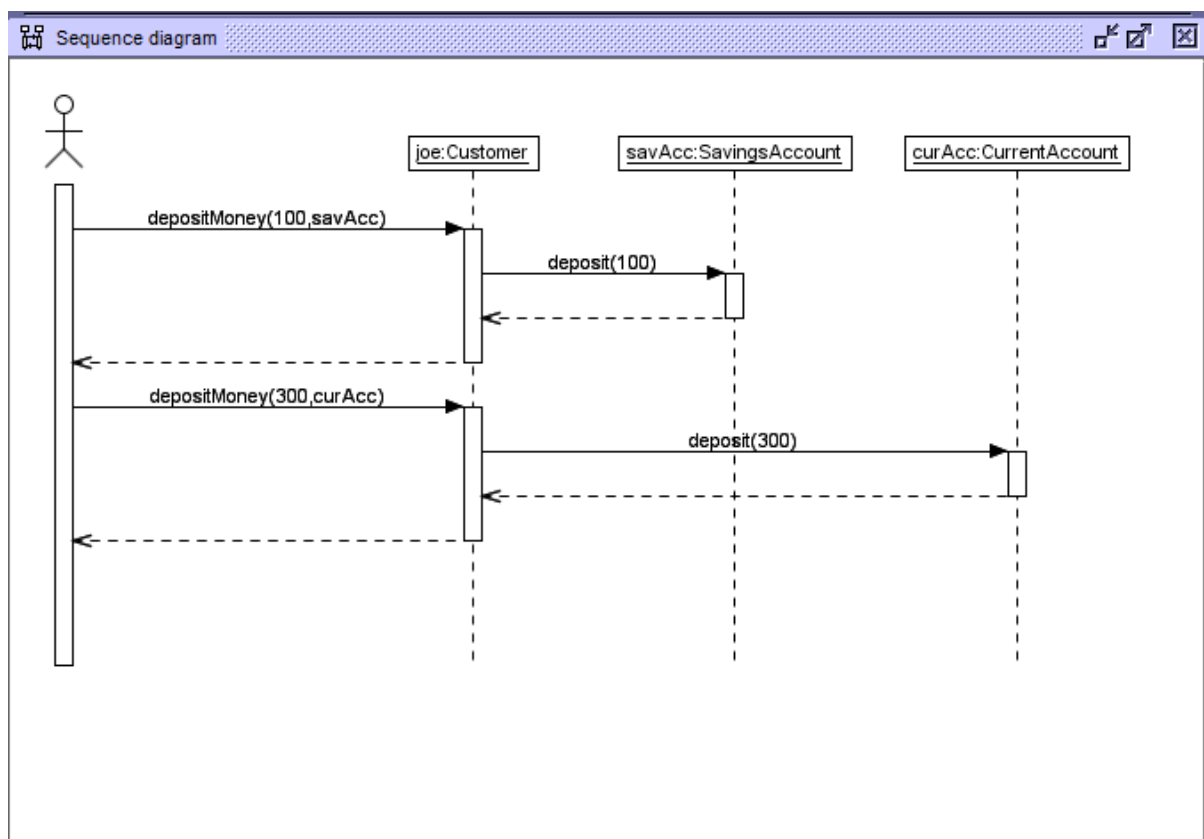 Sequence diagram
joe:Customer
savAcc:SavingsAccount
curAcc:CurrentAccount
depositMoney(100,savAcc)
deposit(100)
depositMoney(300,curAcc)
deposit(300)